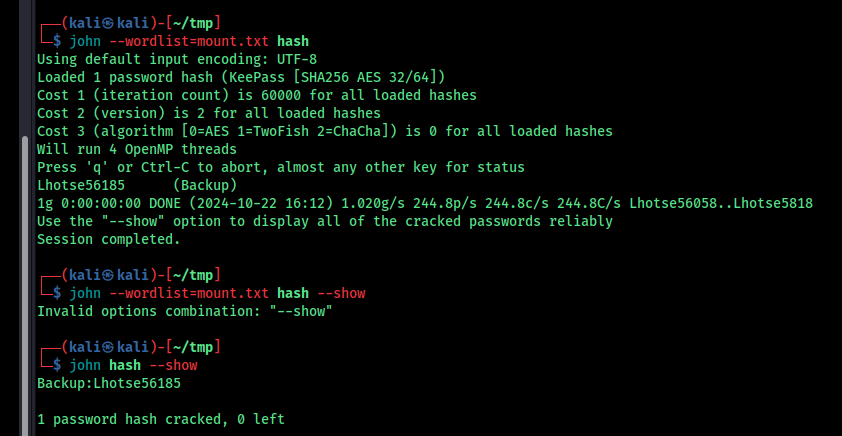 ┌──(kali㉿kali)-[~/tmp]
└─$ john --wordlist=mount.txt hash
Using default input encoding: UTF-8
Loaded 1 password hash (KeePass [SHA256 AES 32/64])
Cost 1 (iteration count) is 60000 for all loaded hashes
Cost 2 (version) is 2 for all loaded hashes
Cost 3 (algorithm [0=AES 1=TwoFish 2=ChaCha]) is 0 for all loaded hashes
Will run 4 OpenMP threads
Press 'q' or Ctrl-C to abort, almost any other key for status
Lhotse56185      (Backup)
1g 0:00:00:00 DONE (2024-10-22 16:12) 1.020g/s 244.8p/s 244.8c/s 244.8C/s Lhotse56058..Lhotse5818
Use the "--show" option to display all of the cracked passwords reliably
Session completed.
┌──(kali㉿kali)-[~/tmp]
└─$ john --wordlist=mount.txt hash --show
Invalid options combination: "--show"
┌──(kali㉿kali)-[~/tmp]
└─$ john hash --show
Backup:Lhotse56185
1 password hash cracked, 0 left